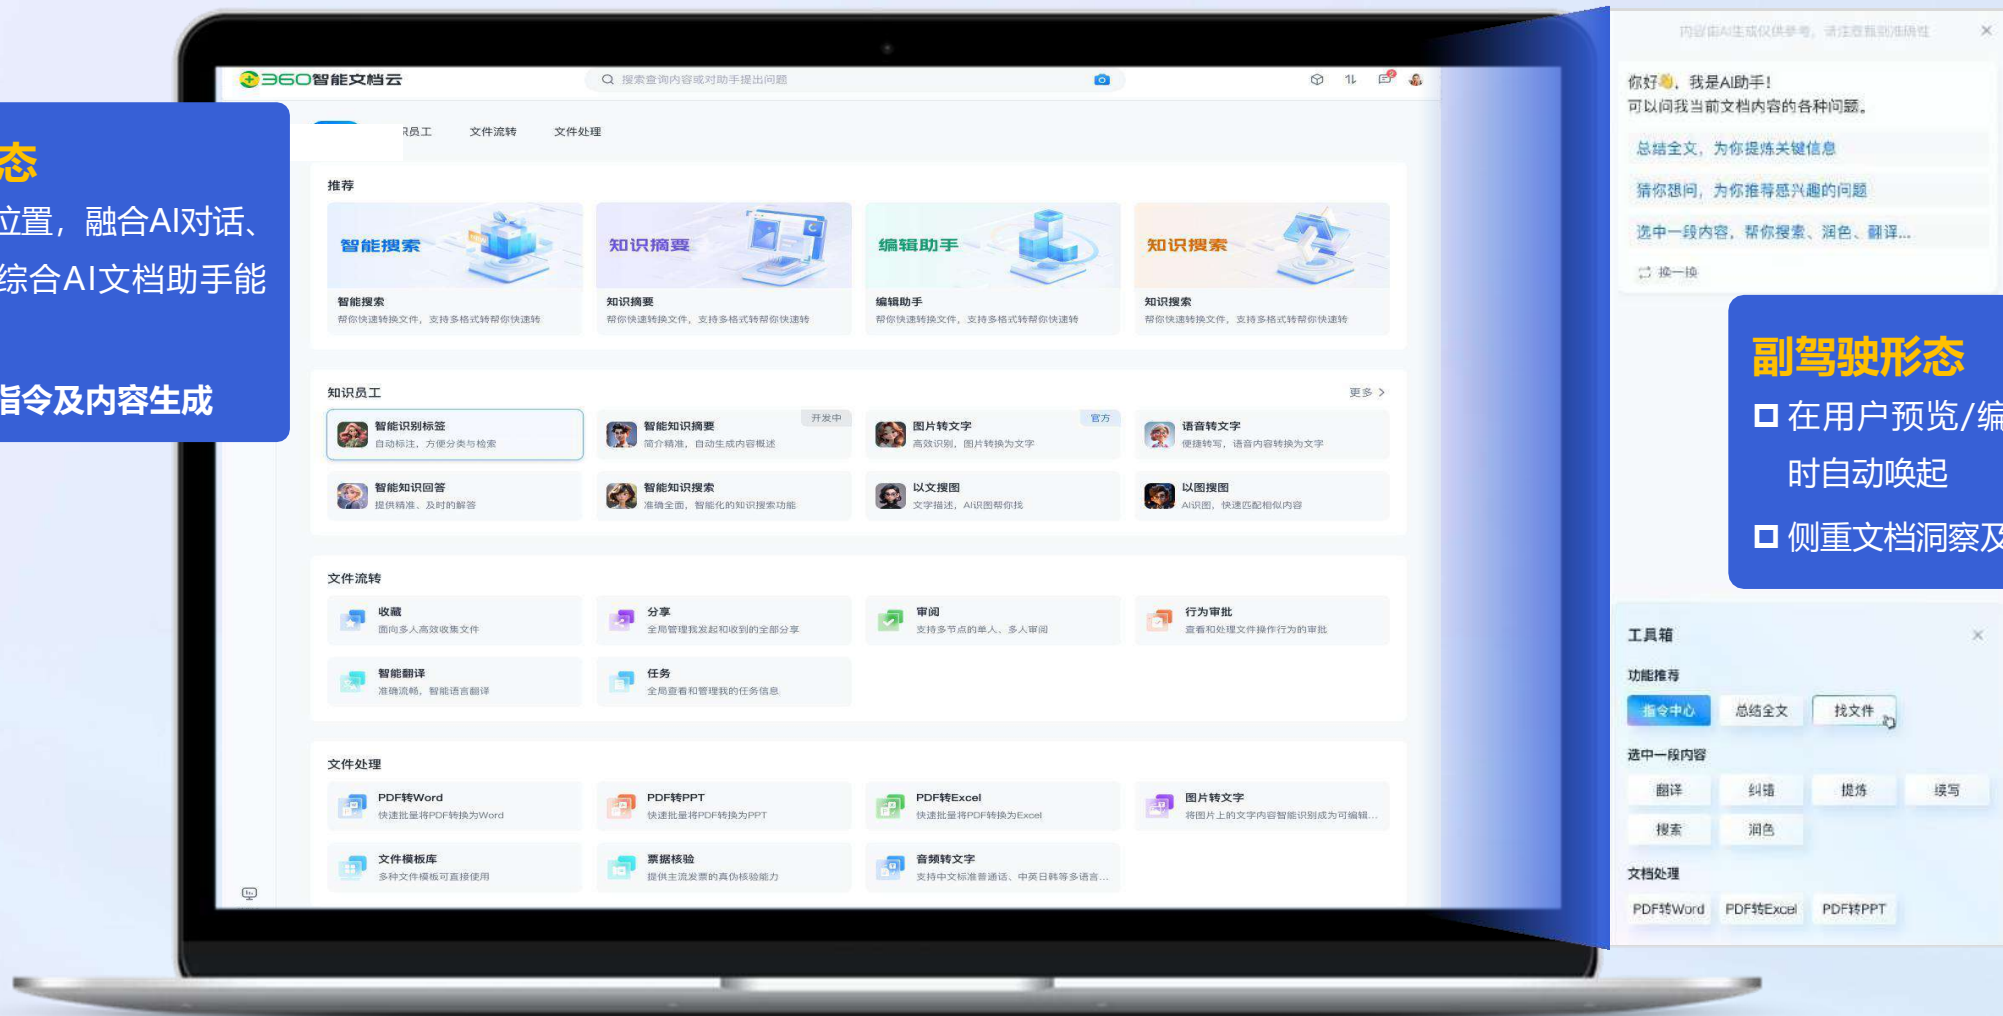 360智能文档云
搜索查询内容或对助手提出问题
识员工 文件流转 文件处理
态
位置，融合AI对话、
综合AI文档助手能
指令及内容生成
推荐
智能搜索
知识摘要
编辑助手
知识搜索
智能搜索
帮你快速转换文件，支持多格式转帮你快速转
知识摘要
帮你快速转换文件，支持多格式转帮你快速转
编辑助手
帮你快速转换文件，支持多格式转帮你快速转
知识搜索
帮你快速转换文件，支持多格式转帮你快速转
知识员工
更多 >
智能识别标签
自动标注，方便分类与检索
智能知识摘要
开发中
简介精准，自动生成内容概述
图片转文字
官方
高效识别，图片转换为文字
语音转文字
便捷转写，语音内容转换为文字
智能知识回答
提供精准、及时的解答
智能知识搜索
准确全面，智能化的知识搜索功能
以文搜图
文字描述，AI识图帮你找
以图搜图
AI识图，快速匹配相似内容
文件流转
收藏
面向多人高效收集文件
分享
全局管理我发起和收到的全部分享
审阅
支持多节点的单人、多人审阅
行为审批
查看和处理文件操作行为的审批
智能翻译
准确流畅，智能语言翻译
任务
全局查看和管理我的任务信息
文件处理
PDF转Word
快速批量将PDF转换为Word
PDF转PPT
快速批量将PDF转换为PPT
PDF转Excel
快速批量将PDF转换为Excel
图片转文字
将图片上的文字内容智能识别成为可编辑...
文件模板库
多种文件模板可直接使用
票据核验
提供主流发票的真伪核验能力
音频转文字
支持中文标准普通话、中英日韩等多语言...
内容由AI生成仅供参考，请注意甄别准确性
你好👋，我是AI助手！
可以问我当前文档内容的各种问题。
总结全文，为你提炼关键信息
猜你想问，为你推荐感兴趣的问题
选中一段内容，帮你搜索、润色、翻译...
换一换
副驾驶形态
在用户预览/编
时自动唤起
侧重文档洞察及
工具箱
功能推荐
指令中心 总结全文 找文件
选中一段内容
翻译 纠错 提炼 续写
搜索 润色
文档处理
PDF转Word PDF转Excel PDF转PPT